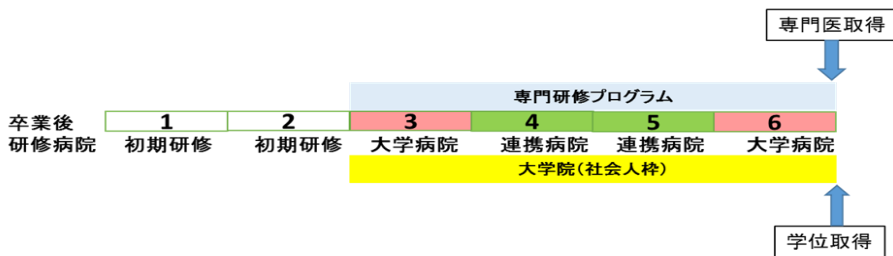 専門医取得
専門研修プログラム
卒業後 1 2 3 4 5 6
研修病院 初期研修 初期研修 大学病院 連携病院 連携病院 大学病院
大学院(社会人枠)
学位取得